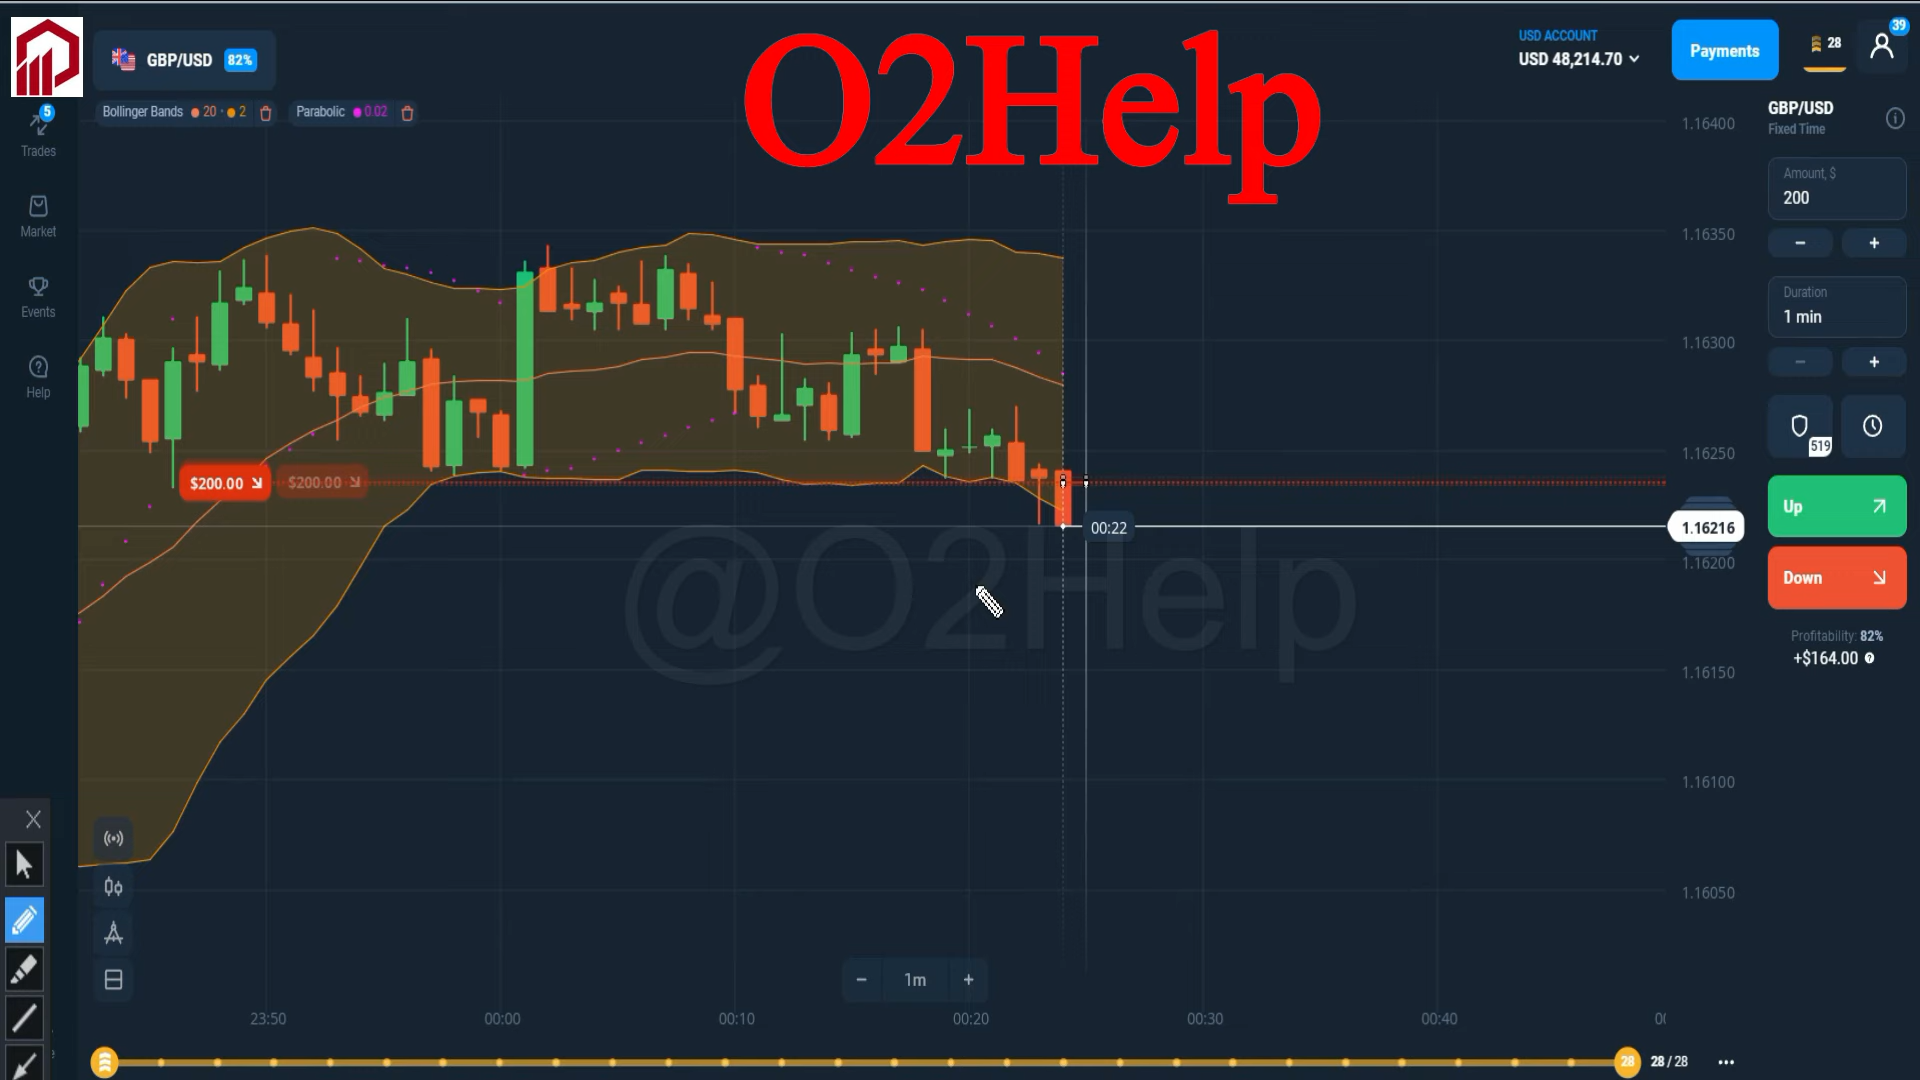 O2Help
GBP/USD 82%
USD ACCOUNT
USD 48,214.70
Payments
28
39
Bollinger Bands 20 · 2
Parabolic 0.02
5
Trades
Market
Events
Help
1.16400
1.16350
1.16300
1.16250
1.16216
1.16200
1.16150
1.16100
1.16050
GBP/USD
Fixed Time
Amount, $
200
− +
Duration
1 min
− +
519
Up
Down
Profitability: 82%
+$164.00
$200.00
$200.00
00:22
@O2Help
− 1m +
23:50
00:00
00:10
00:20
00:30
00:40
28
28 / 28